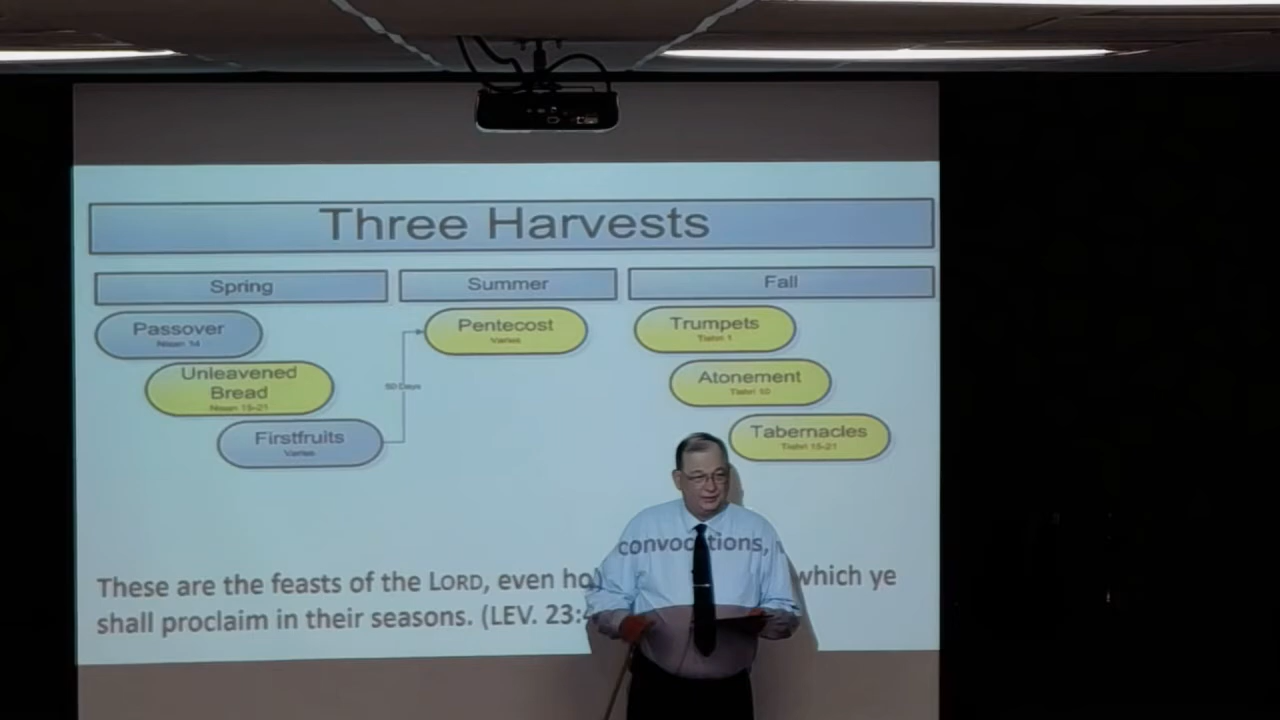 Three Harvests
Spring
Summer
Fall
Passover
Nisan 14
Pentecost
Varies
Trumpets
Tishri 1
Unleavened
Bread
Nisan 15-21
50 Days
Atonement
Tishri 10
Firstfruits
Varies
Tabernacles
Tishri 15-21
These are the feasts of the LORD, even convocations, which ye
shall proclaim in their seasons. (LEV. 23: